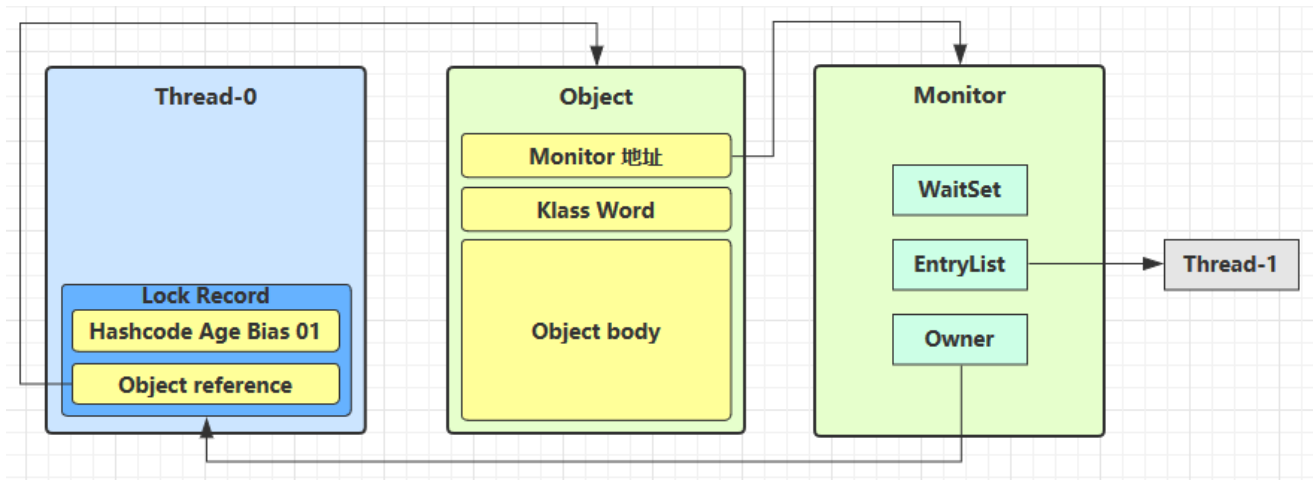 Thread-0
Lock Record
Hashcode Age Bias 01
Object reference
Object
Monitor 地址
Klass Word
Object body
Monitor
WaitSet
EntryList
Owner
Thread-1